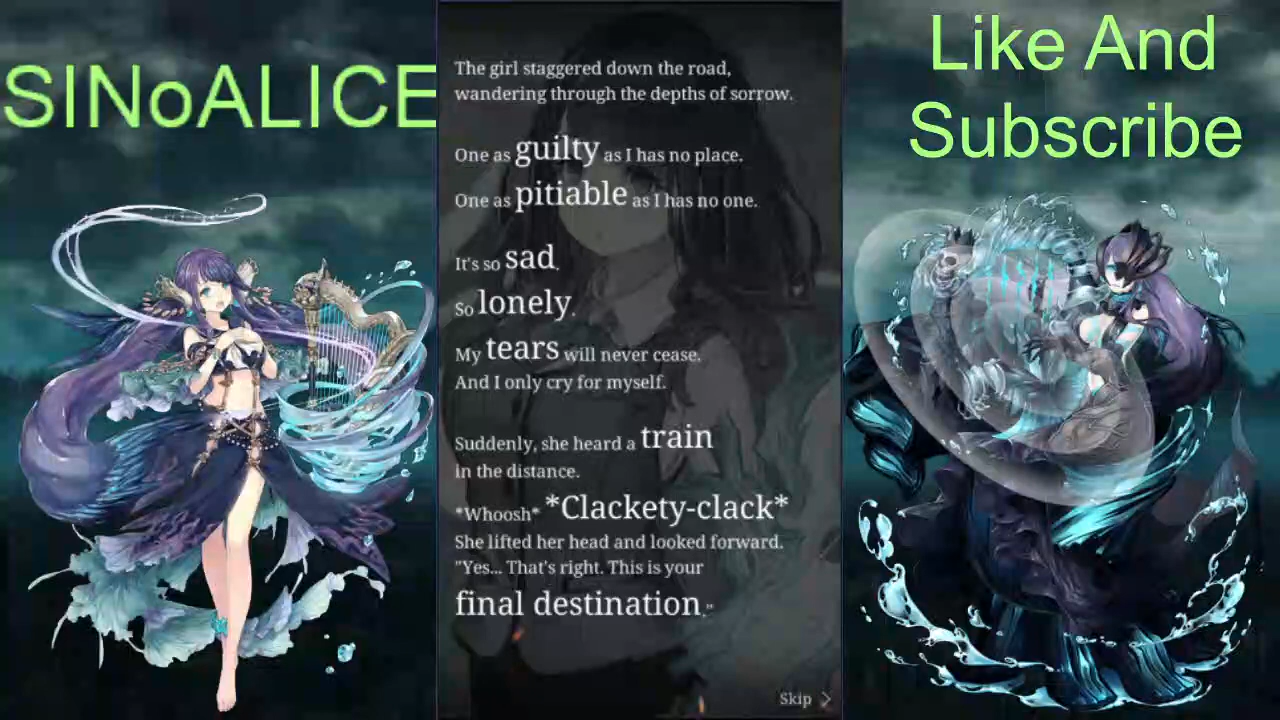 SINoALICE
The girl staggered down the road,
wandering through the depths of sorrow.
One as guilty as I has no place.
One as pitiable as I has no one.
It's so sad.
So lonely.
My tears will never cease.
And I only cry for myself.
Suddenly, she heard a train
in the distance.
*Whoosh* *Clackety-clack*
She lifted her head and looked forward.
"Yes... That's right. This is your
final destination."
Skip >
Like And
Subscribe